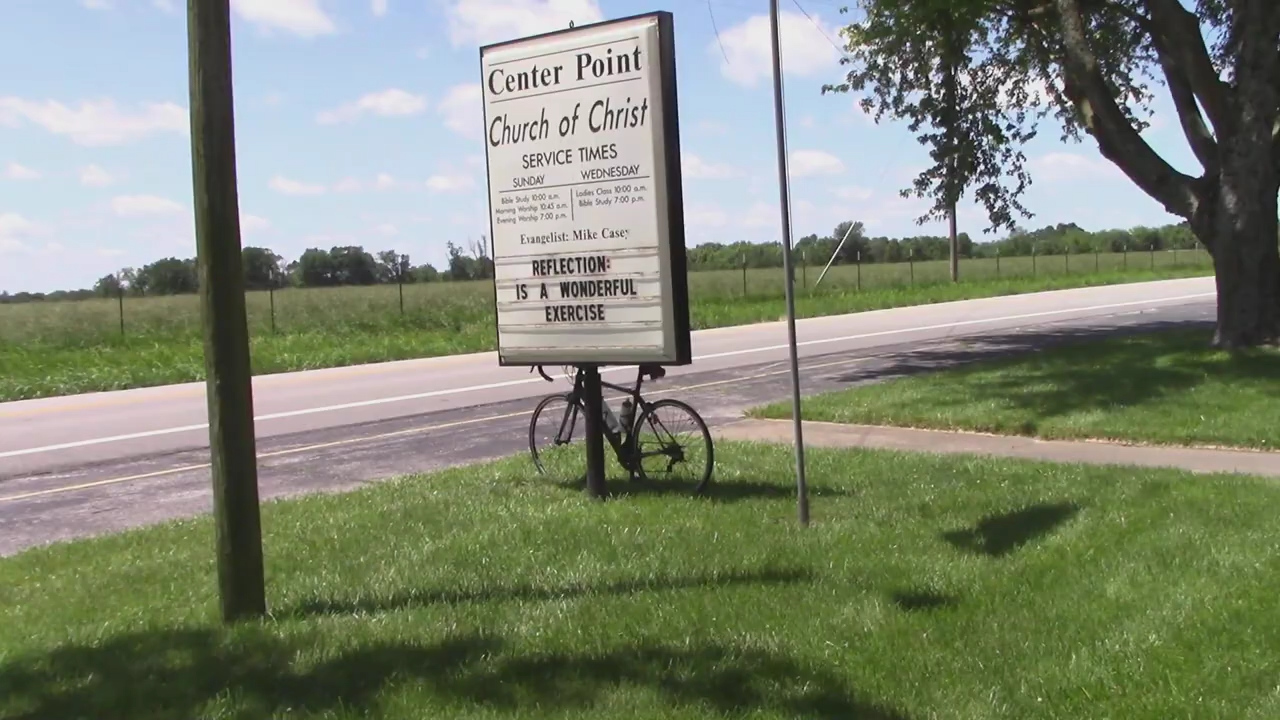 Center Point
Church of Christ
SERVICE TIMES
SUNDAY WEDNESDAY
Bible Study 10:00 a.m. Ladies Class 10:00 a.m.
Morning Worship 10:45 a.m. Bible Study 7:00 p.m.
Evening Worship 7:00 p.m.
Evangelist: Mike Casey
REFLECTION:
IS A WONDERFUL
EXERCISE